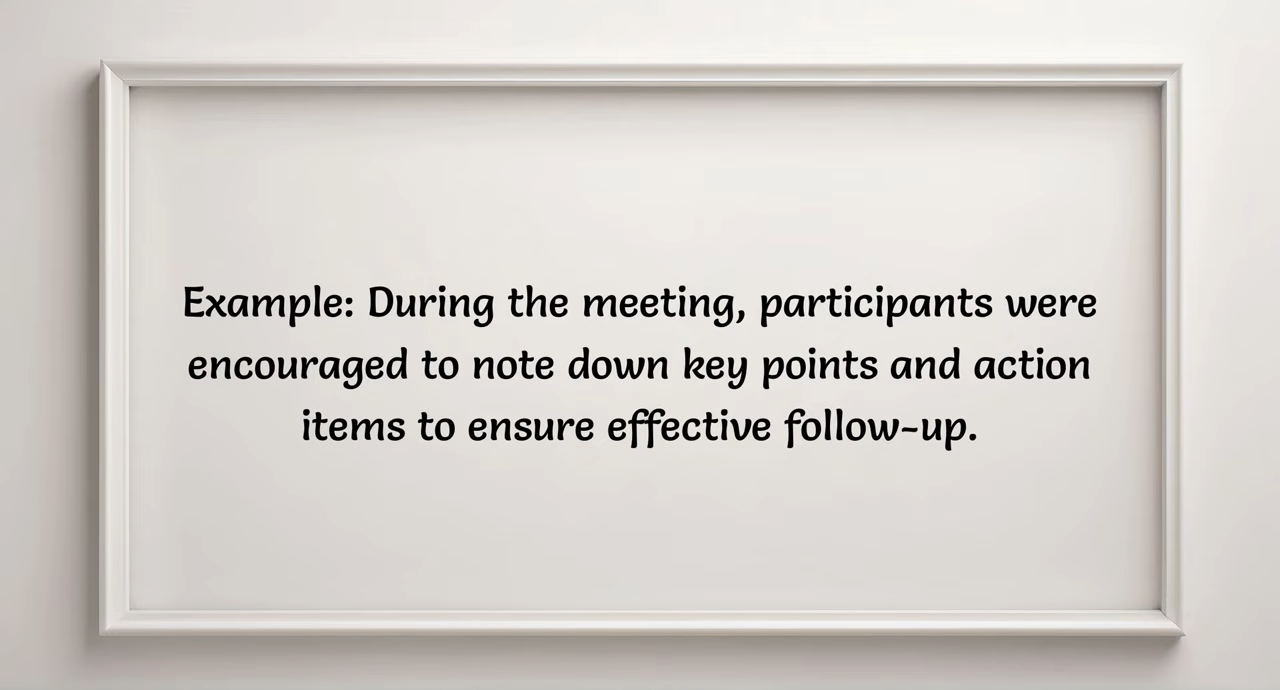 Example: During the meeting, participants were
encouraged to note down key points and action
items to ensure effective follow-up.